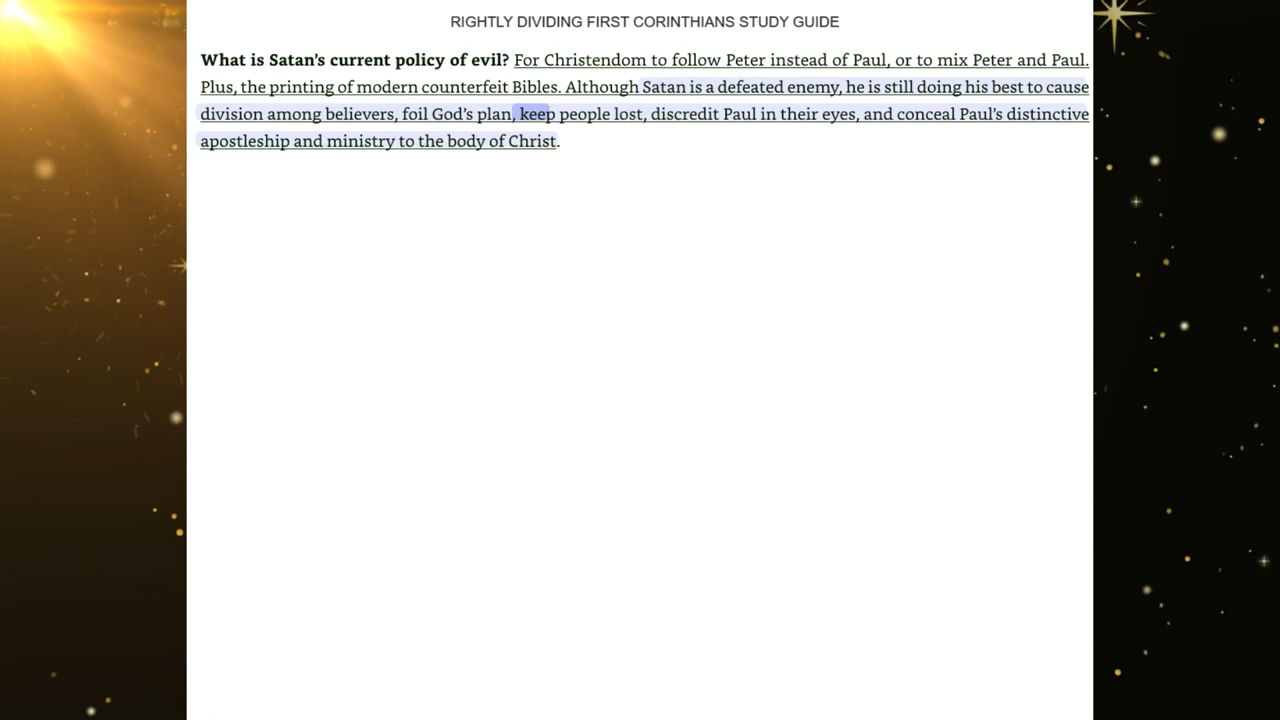 RIGHTLY DIVIDING FIRST CORINTHIANS STUDY GUIDE
What is Satan’s current policy of evil? For Christendom to follow Peter instead of Paul, or to mix Peter and Paul.
Plus, the printing of modern counterfeit Bibles. Although Satan is a defeated enemy, he is still doing his best to cause
division among believers, foil God’s plan, keep people lost, discredit Paul in their eyes, and conceal Paul’s distinctive
apostleship and ministry to the body of Christ.